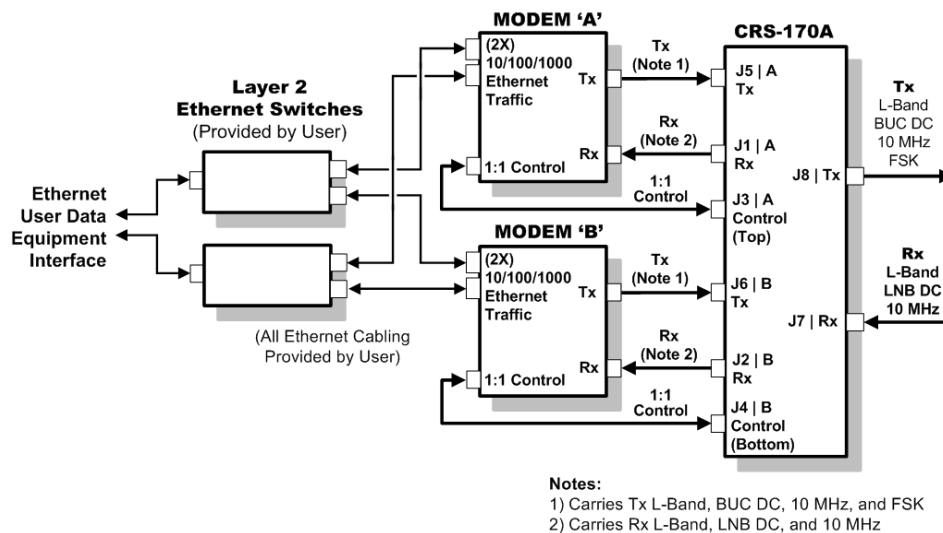 Layer 2
Ethernet Switches
(Provided by User)
Ethernet
User Data
Equipment
Interface
(All Ethernet Cabling
Provided by User)
MODEM 'A'
(2X)
10/100/1000
Ethernet
Traffic
Tx
Rx
1:1 Control
Tx
(Note 1)
Rx
(Note 2)
1:1
Control
MODEM 'B'
(2X)
10/100/1000
Ethernet
Traffic
Tx
Rx
1:1 Control
Tx
(Note 1)
Rx
(Note 2)
1:1
Control
CRS-170A
J5 | A
Tx
J1 | A
Rx
J3 | A
Control
(Top)
J6 | B
Tx
J2 | B
Rx
J4 | B
Control
(Bottom)
J8 | Tx
J7 | Rx
Tx
L-Band
BUC DC
10 MHz
FSK
Rx
L-Band
LNB DC
10 MHz
Notes:
1) Carries Tx L-Band, BUC DC, 10 MHz, and FSK
2) Carries Rx L-Band, LNB DC, and 10 MHz